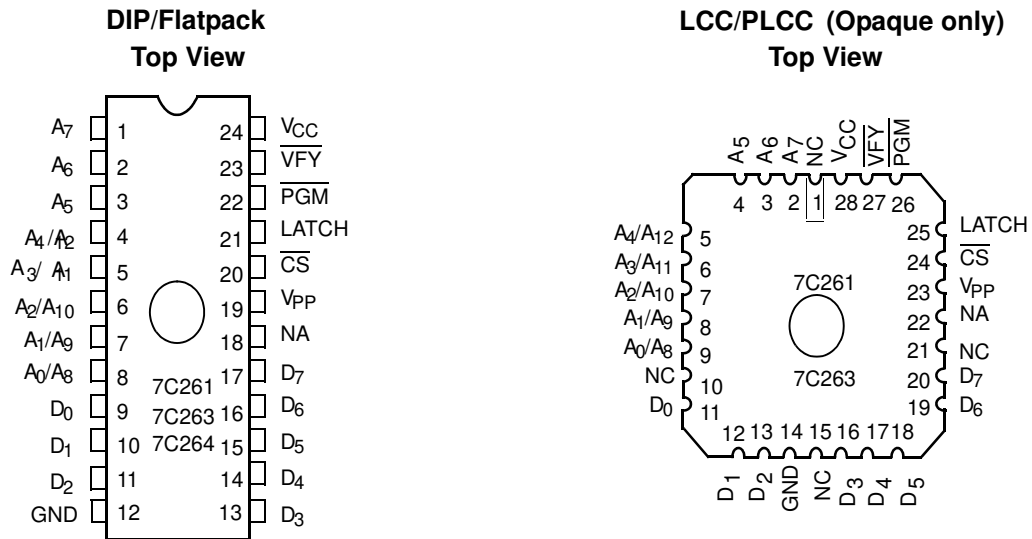 DIP/Flatpack
Top View
A7 1 24 VCC
A6 2 23 VFY
A5 3 22 PGM
A4/A12 4 21 LATCH
A3/A11 5 20 CS
A2/A10 6 19 VPP
A1/A9 7 18 NA
A0/A8 8 17 D7
7C261
D0 9 16 D6
7C263
D1 10 15 D5
7C264
D2 11 14 D4
GND 12 13 D3
LCC/PLCC (Opaque only)
Top View
A5 A6 A7 NC VCC VFY PGM
4 3 2 1 28 27 26
A4/A12 5 25 LATCH
A3/A11 6 24 CS
A2/A10 7 7C261 23 VPP
A1/A9 8 22 NA
A0/A8 9 21 NC
NC 10 7C263 20 D7
D0 11 19 D6
12 13 14 15 16 17 18
D1 D2 GND NC D3 D4 D5